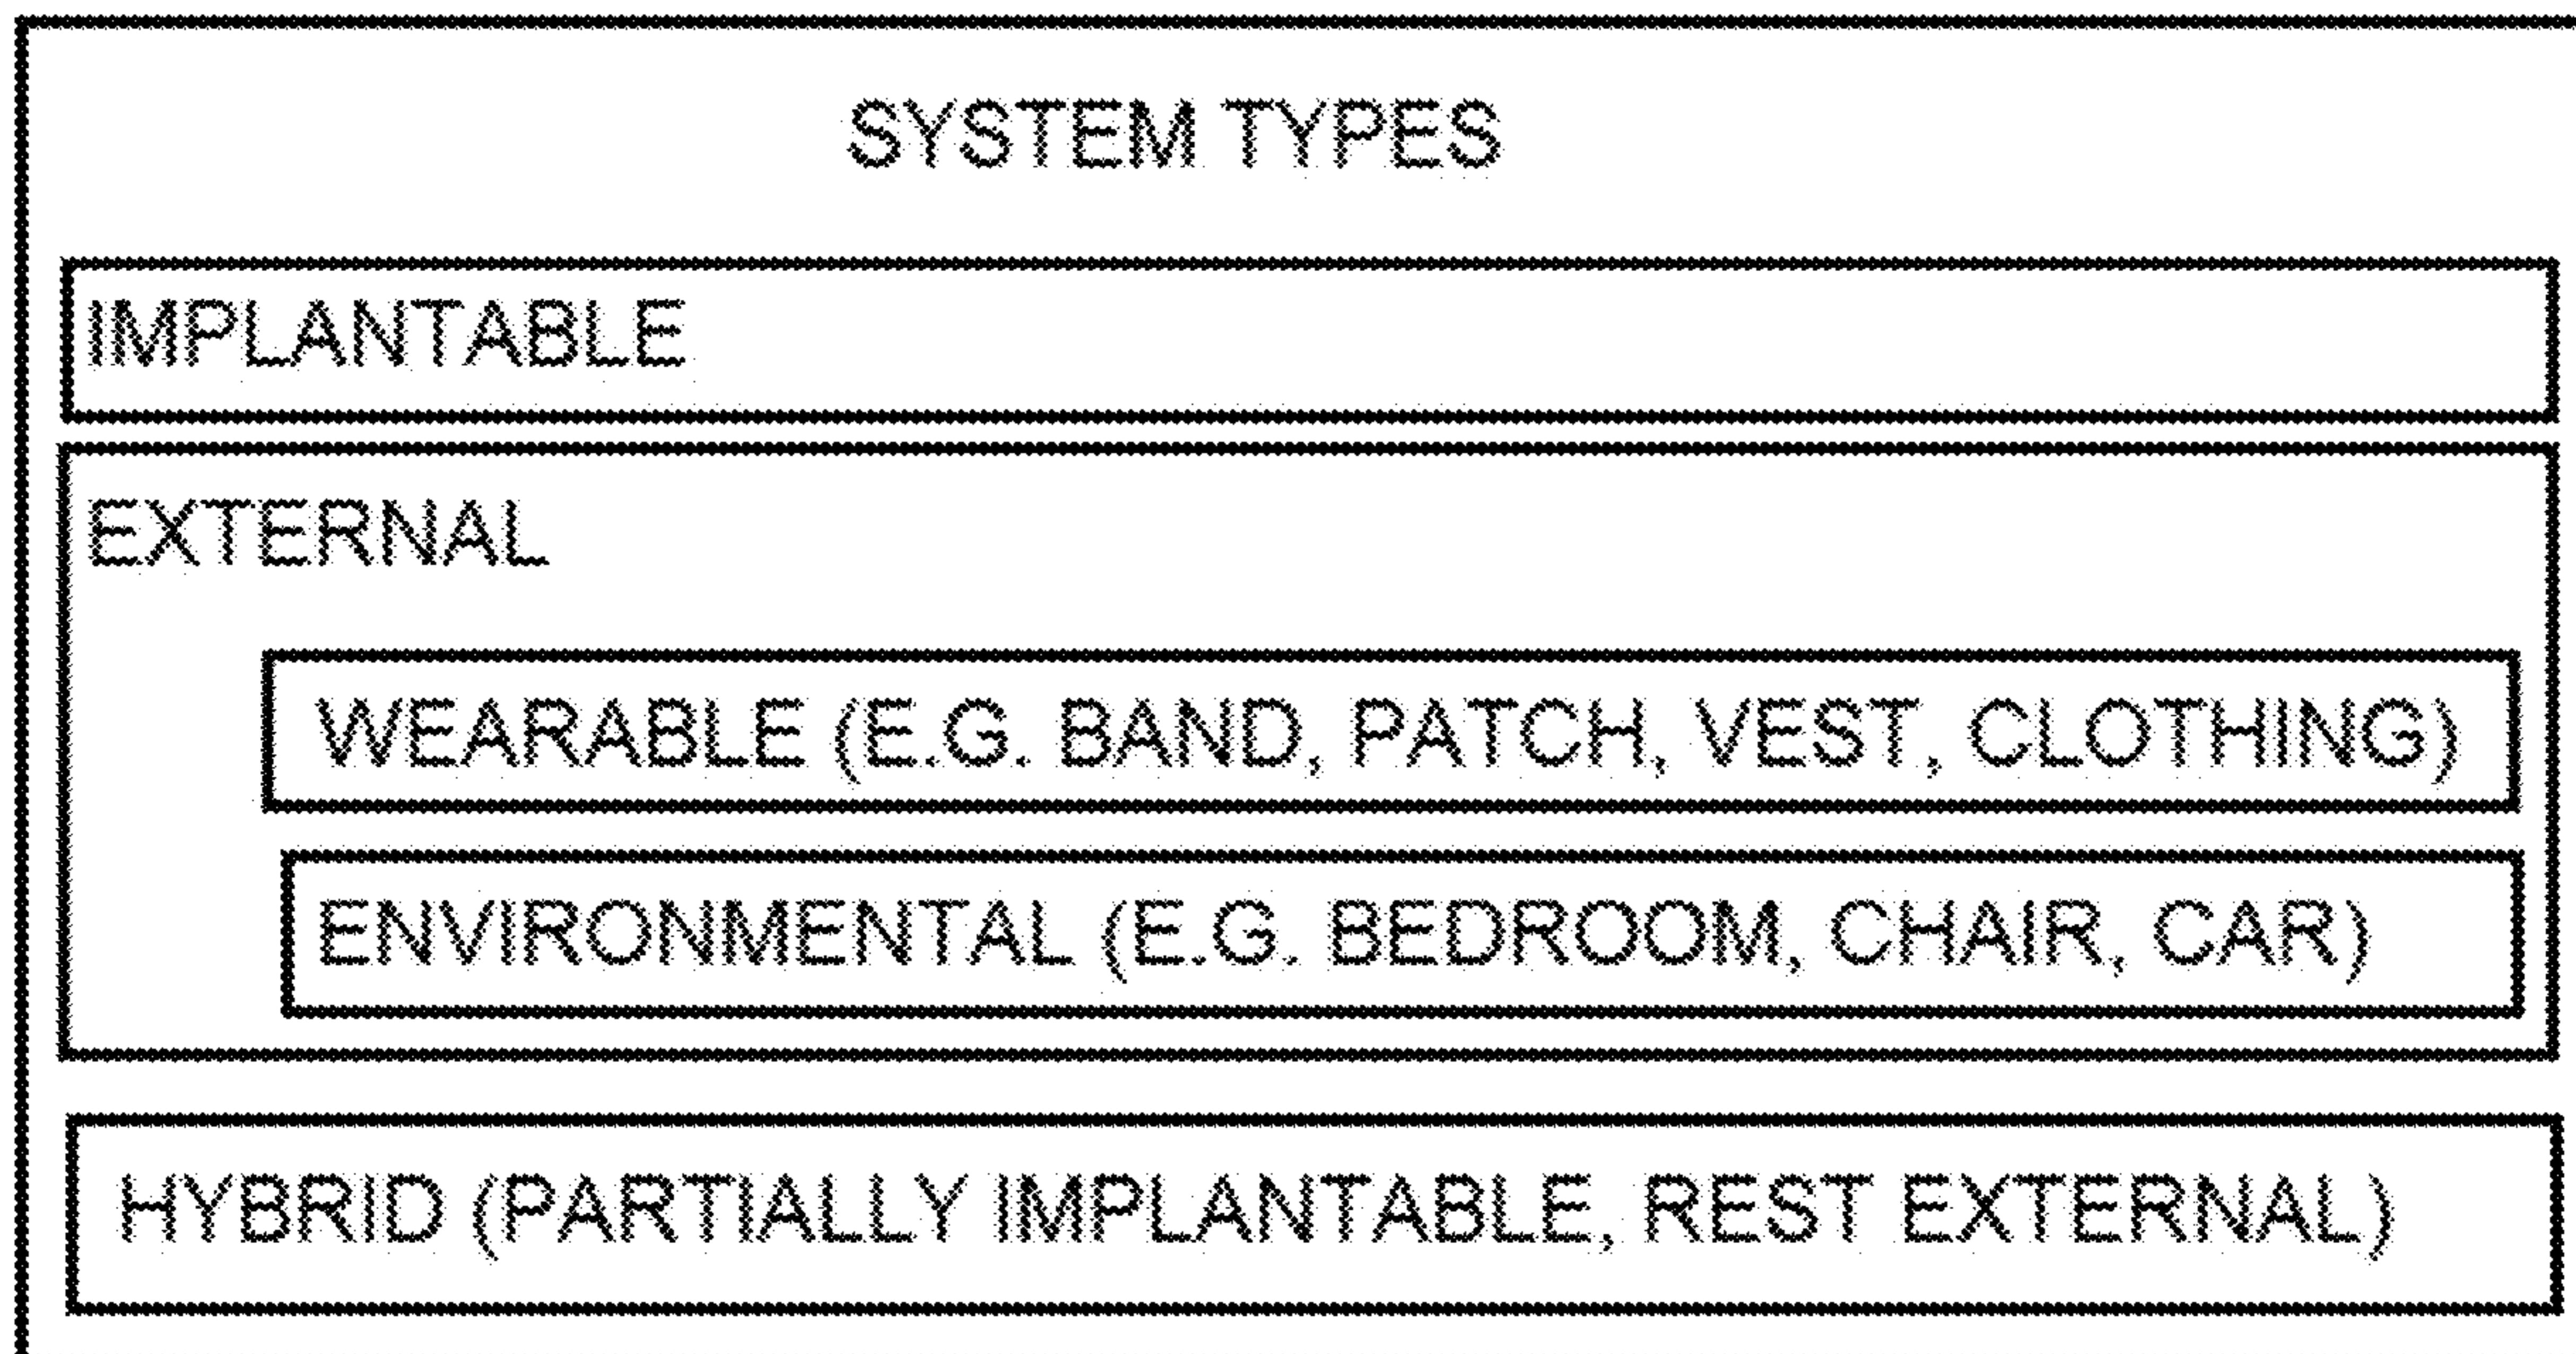 SYSTEM TYPES
IMPLANTABLE
EXTERNAL
WEARABLE (E.G. BAND, PATCH, VEST, CLOTHING)
ENVIRONMENTAL (E.G. BEDROOM, CHAIR, CAR)
HYBRID (PARTIALLY IMPLANTABLE, REST EXTERNAL)